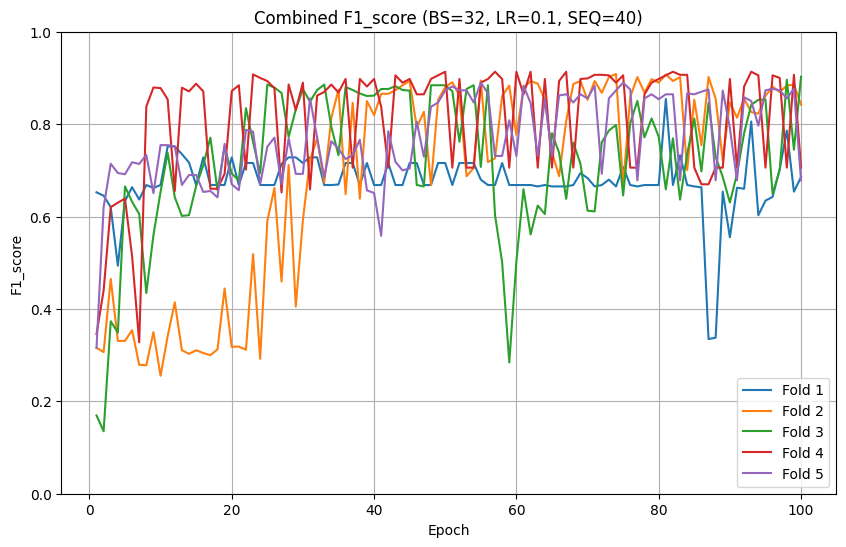 Combined F1_score (BS=32, LR=0.1, SEQ=40)
F1_score
1.0
0.8
0.6
0.4
0.2
0.0
0
20
40
60
80
100
Epoch
Fold 1
Fold 2
Fold 3
Fold 4
Fold 5